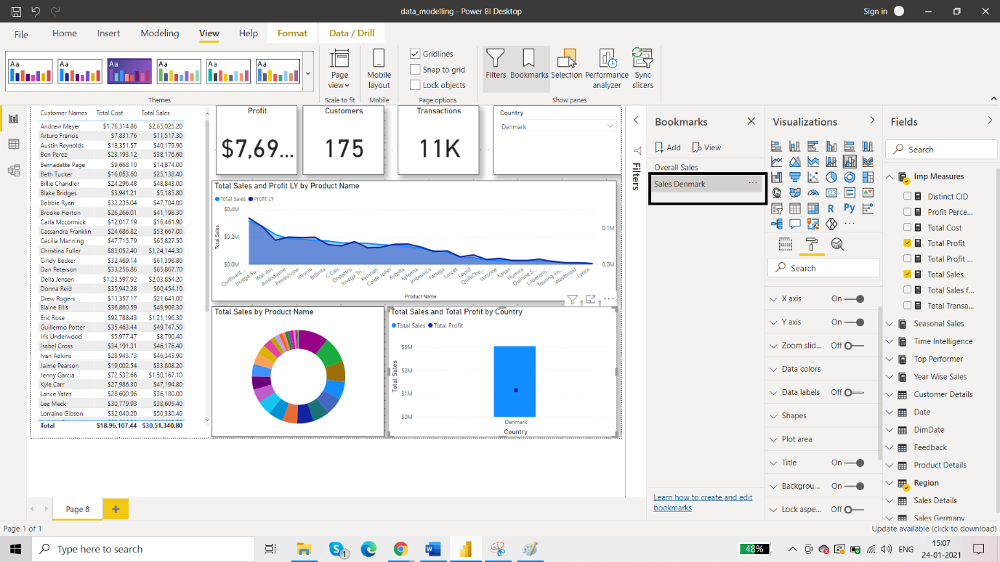 data_modelling - Power BI Desktop
Sign in
File
Home
Insert
Modeling
View
Help
Format
Data / Drill
Aa
Aa
Aa
Aa
Aa
Aa
Themes
Page view
Scale to fit
Mobile layout
Mobile
Gridlines
Snap to grid
Lock objects
Page options
Filters
Bookmarks
Selection
Performance analyzer
Sync slicers
Show panes
Customer Names Total Cost Total Sales
Andrew Meyer $1,76,314.86 $2,65,025.20
Arturo Francis $7,831.76 $11,517.30
Austin Reynolds $18,351.57 $40,179.90
Ben Perez $23,193.12 $38,176.60
Bernadette Page $9,668.10 $14,874.00
Beth Tucker $16,053.60 $25,138.40
Billie Chandler $24,296.48 $48,843.00
Blake Bridges $3,941.21 $5,185.80
Bobbie Ryan $32,235.04 $47,704.00
Brooke Horton $26,266.01 $41,198.30
Carla Mccormick $12,017.19 $16,461.90
Cassandra Franklin $24,686.82 $53,667.00
Cecilia Manning $47,715.79 $65,827.50
Christina Fuller $83,052.40 $1,24,144.30
Cindy Becker $32,469.14 $61,398.80
Dan Peterson $33,256.86 $65,867.70
Della Jensen $1,23,597.92 $2,03,854.20
Donna Reid $35,942.28 $60,454.10
Drew Rogers $11,357.17 $21,641.00
Elaine Ellis $36,860.59 $49,908.30
Eric Rose $92,788.43 $1,21,196.30
Guillermo Potter $35,463.44 $49,747.50
Iris Underwood $5,977.47 $8,790.40
Isabel Cross $34,191.31 $46,176.40
Ivan Adkins $28,943.73 $46,343.90
Jaime Pearson $19,002.54 $33,808.20
Jenny Garcia $72,532.66 $1,50,167.10
Kyle Carr $27,986.30 $47,194.80
Lance Yates $28,600.96 $36,180.00
Lee Mack $30,779.93 $38,605.40
Lorraine Gibson $32,040.20 $50,330.40
Total $18,96,107.44 $30,51,340.80
Profit
$7,69...
Customers
175
Transactions
11K
Country
Denmark
Total Sales and Profit LY by Product Name
Total Sales Profit LY
$0.4M
$0.2M
$0.0M
Total Sales
0.1M
0.0M
Quillivant ...
Invega Su...
Wal-itin
Amlodipine
Prednisone
Intuniv
Brilinta
C Can
Onpattro
Invega Tri...
Kymriah
Colde roller
Kybella
Kyleena
Imbruvica
Farxiga
Lorcet
Lopid
QuilliChe...
Lorzone
Xanax
Humira
Quinine S...
Loperami...
Touring En...
Westhroid
Lyrica
Product Name
Total Sales by Product Name
Total Sales and Total Profit by Country
Total Sales Total Profit
$3M
$2M
$1M
$0M
Total Sales
Denmark
Country
Filters
Bookmarks
Add
View
Overall Sales
Sales Denmark
Learn how to create and edit bookmarks
Visualizations
R
Py
Search
X axis On
Y axis On
Zoom slid... Off
Data colors
Data labels Off
Shapes
Plot area
Title On
Backgrou... On
Lock aspe... Off
Fields
Search
Imp Measures
Distinct CID
Profit Perce...
Total Cost
Total Profit
Total Profit ...
Total Sales
Total Sales f...
Total Transa...
Seasonal Sales
Time Intelligence
Top Performer
Year Wise Sales
Customer Details
Date
DimDate
Feedback
Product Details
Region
Sales Details
Sales Germany
Page 8
Page 1 of 1
Update available (click to download)
Type here to search
1
48%
ENG
15:07
24-01-2021